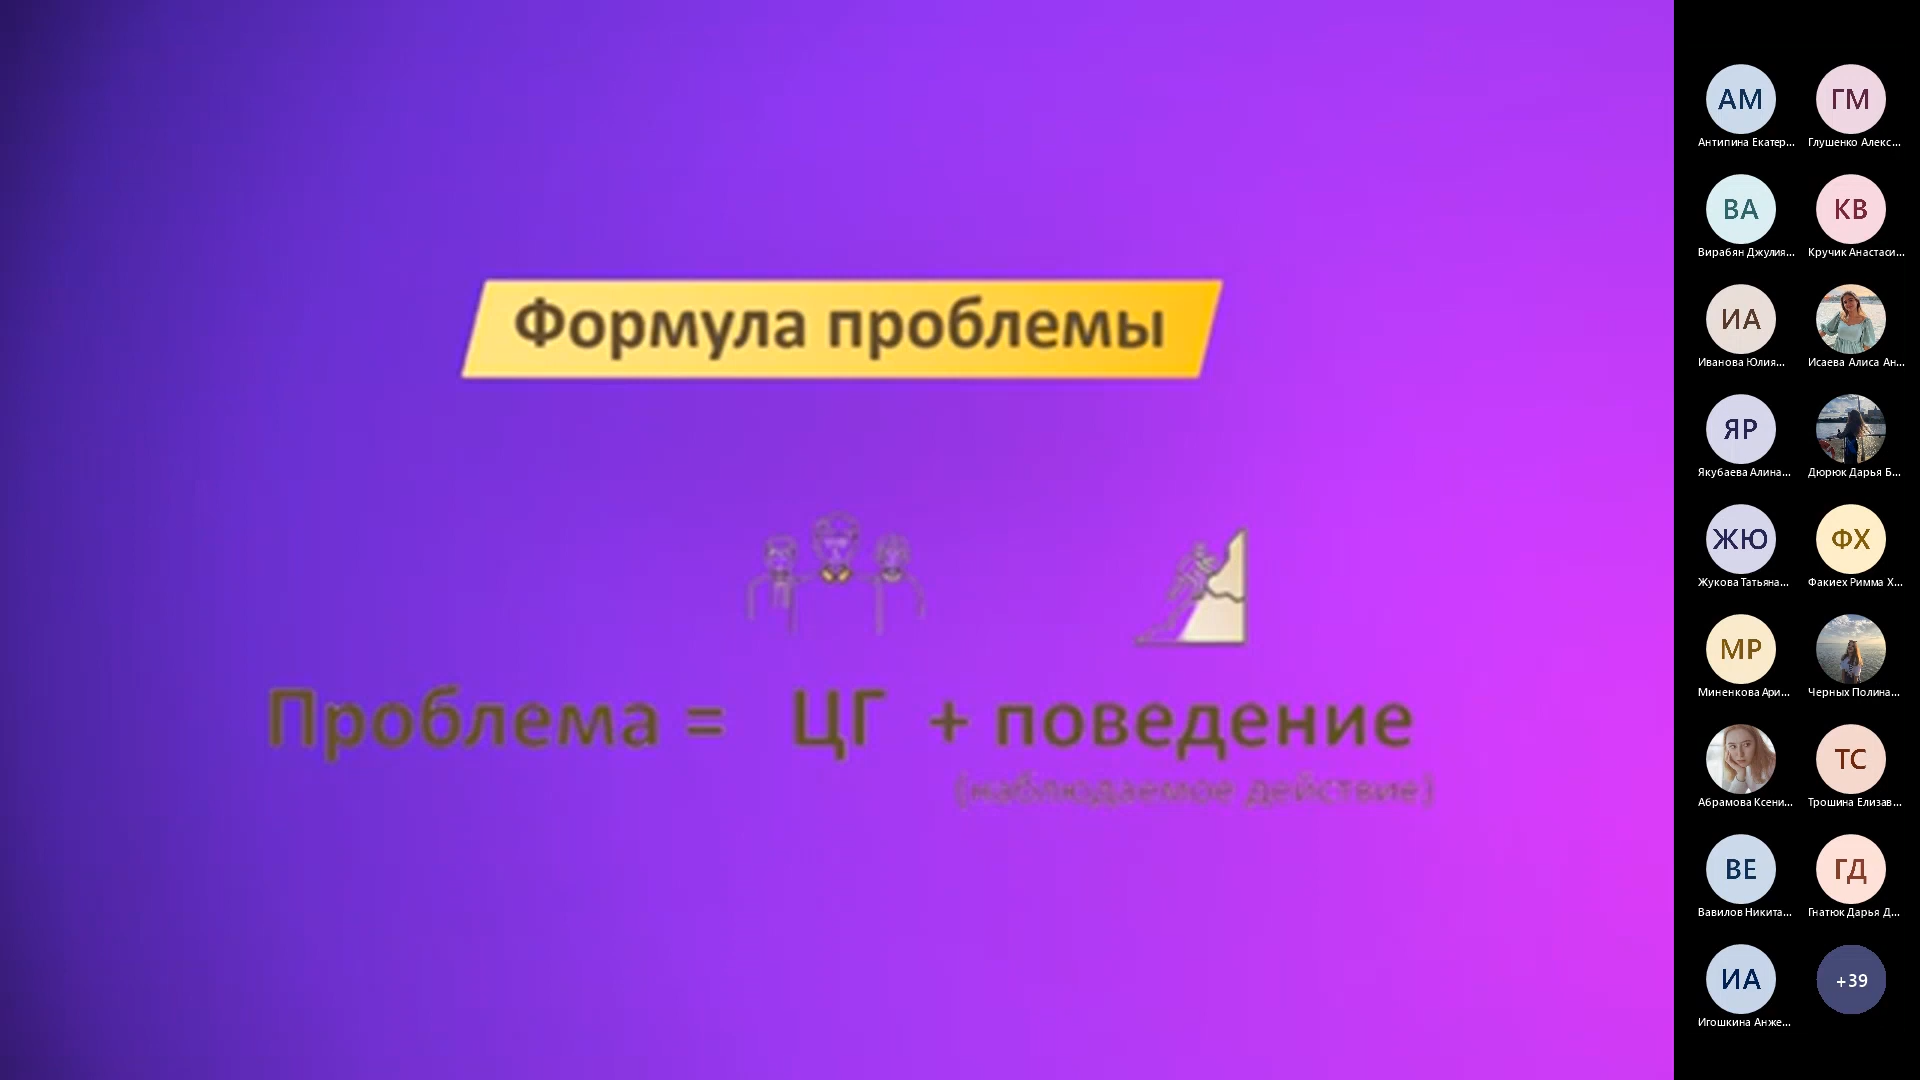 Формула проблемы
Проблема = ЦГ + поведение
(наблюдаемое действие)
АМ ГМ
Антипина Екатер... Глушенко Алекс...
ВА КВ
Вирабян Джулия... Кручик Анастаси...
ИА
Иванова Юлия... Исаева Алиса Ан...
ЯР
Якубаева Алина... Дюрюк Дарья Б...
ЖЮ ФХ
Жукова Татьяна... Факиех Римма Х...
МР
Миненкова Ари... Черных Полина...
ТС
Абрамова Ксени... Трошина Елизав...
ВЕ ГД
Вавилов Никита... Гнатюк Дарья Д...
ИА +39
Игошкина Анже...